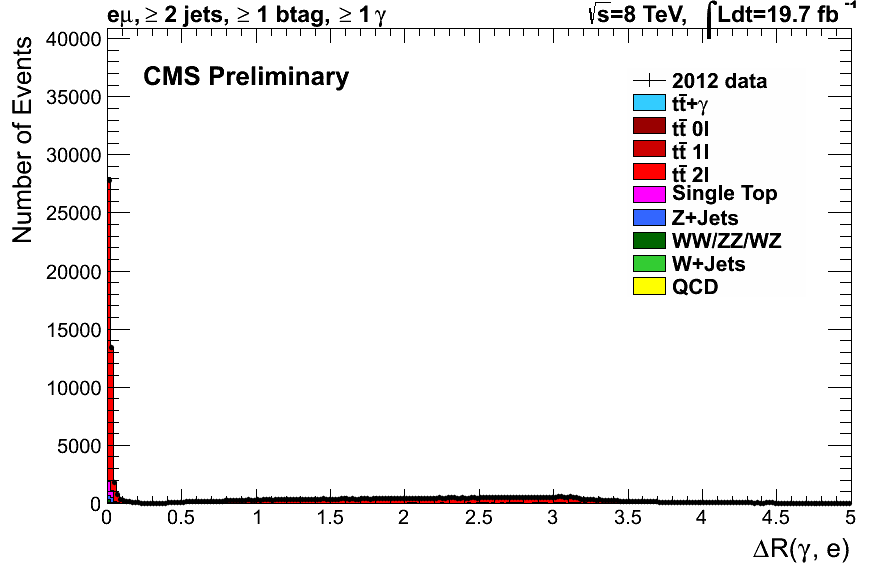 eμ, ≥ 2 jets, ≥ 1 btag, ≥ 1 γ
√s=8 TeV, ∫Ldt=19.7 fb⁻¹
Number of Events
CMS Preliminary
2012 data
tt̄+γ
tt̄ 0l
tt̄ 1l
tt̄ 2l
Single Top
Z+Jets
WW/ZZ/WZ
W+Jets
QCD
40000
35000
30000
25000
20000
15000
10000
5000
0
0 0.5 1 1.5 2 2.5 3 3.5 4 4.5 5
ΔR(γ, e)